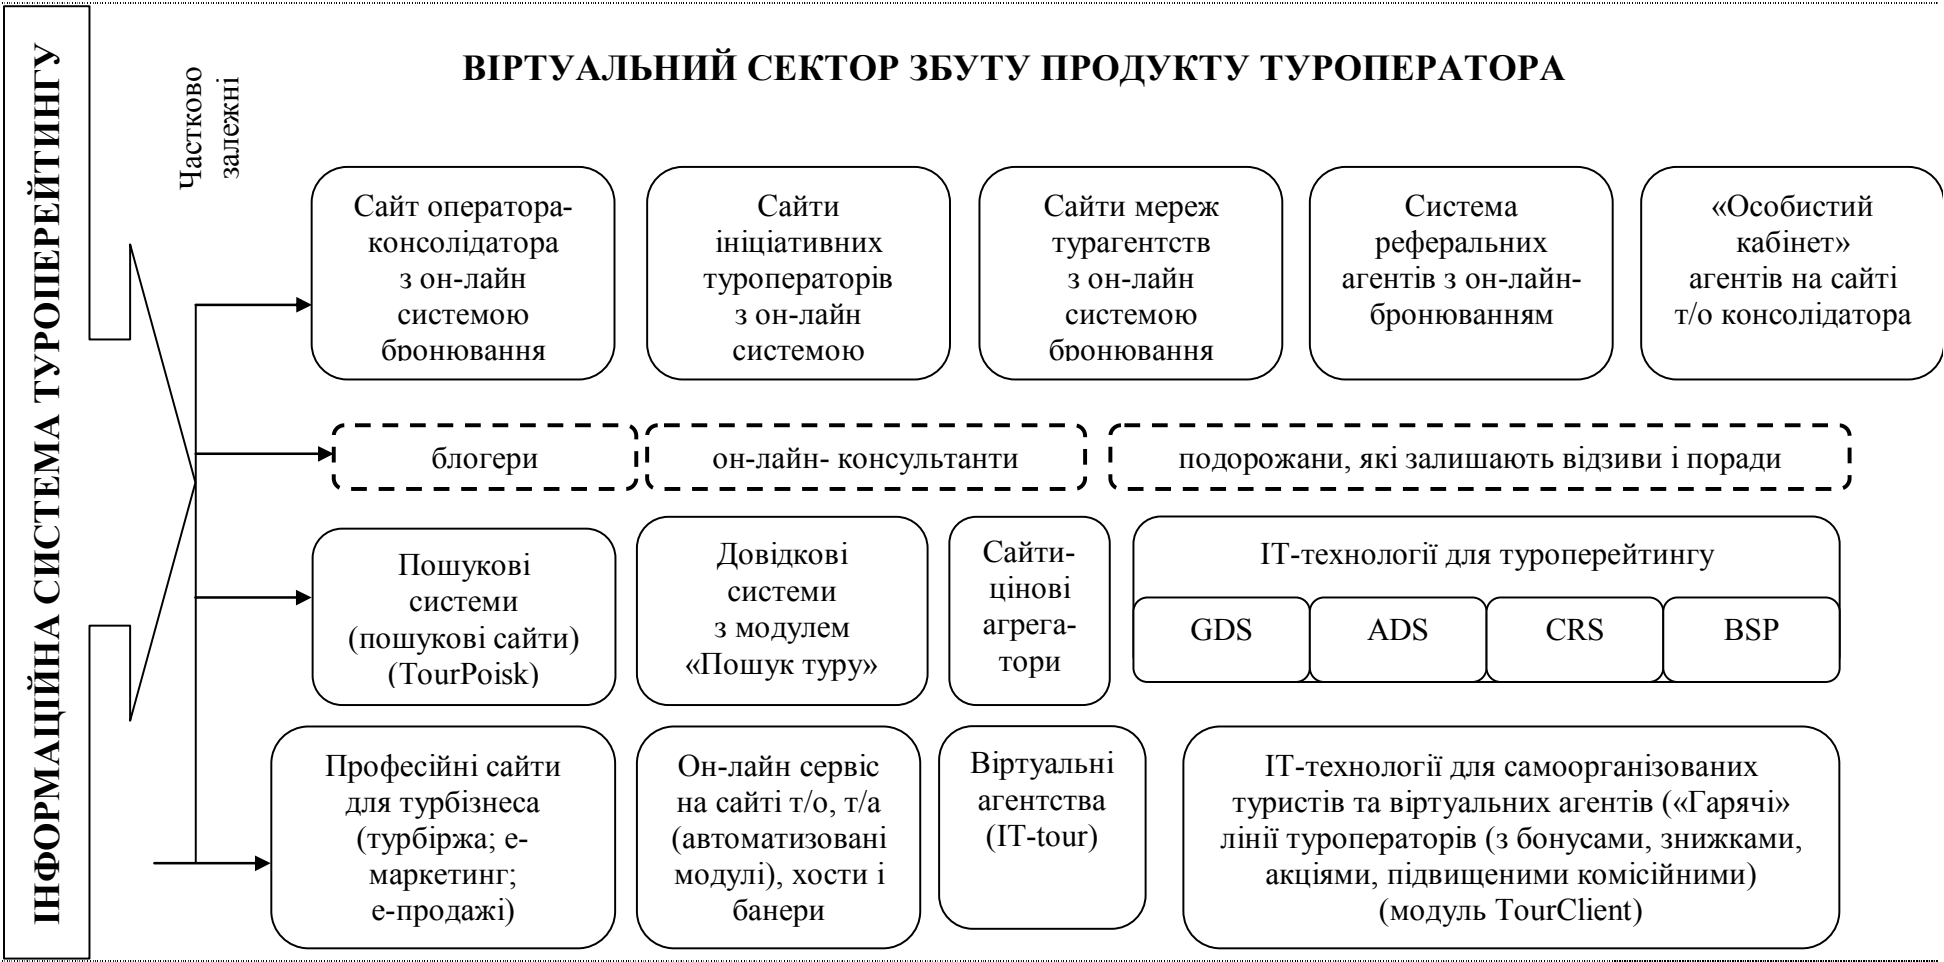 ІНФОРМАЦІЙНА СИСТЕМА ТУРОПЕРЕЙТИНГУ
Частково
залежні
ВІРТУАЛЬНИЙ СЕКТОР ЗБУТУ ПРОДУКТУ ТУРОПЕРАТОРА
Сайт оператора-
консолідатора
з он-лайн
системою
бронювання
Сайти
ініціативних
туроператорів
з он-лайн
системою
Сайти мереж
турагентств
з он-лайн
системою
бронювання
Система
реферальних
агентів з он-лайн-
бронюванням
«Особистий
кабінет»
агентів на сайті
т/о консолідатора
блогери
он-лайн- консультанти
подорожани, які залишають відзиви і поради
Пошукові
системи
(пошукові сайти)
(TourPoisk)
Довідкові
системи
з модулем
«Пошук туру»
Сайти-
цінові
агрега-
тори
ІТ-технології для туроперейтингу
GDS
ADS
CRS
BSP
Професійні сайти
для турбізнеса
(турбіржа; е-
маркетинг;
е-продажі)
Он-лайн сервіс
на сайті т/о, т/а
(автоматизовані
модулі), хости і
банери
Віртуальні
агентства
(IT-tour)
ІТ-технології для самоорганізованих
туристів та віртуальних агентів («Гарячі»
лінії туроператорів (з бонусами, знижками,
акціями, підвищеними комісійними)
(модуль TourClient)